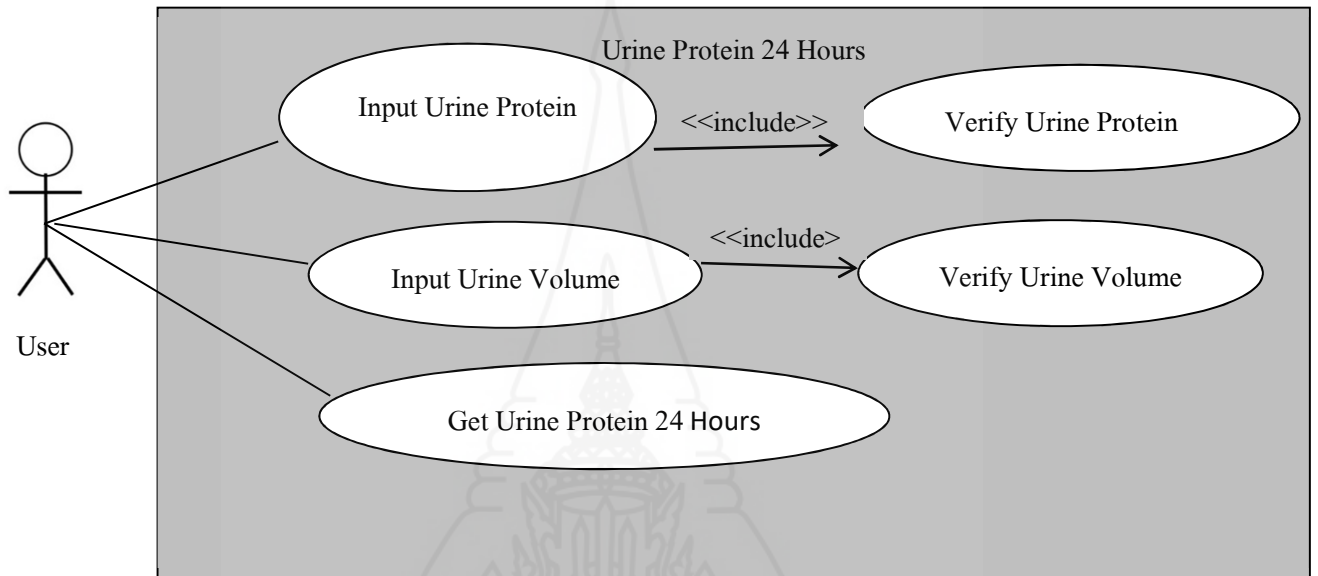 Urine Protein 24 Hours
Input Urine Protein
<<include>>
Verify Urine Protein
<<include>
Input Urine Volume
Verify Urine Volume
User
Get Urine Protein 24 Hours